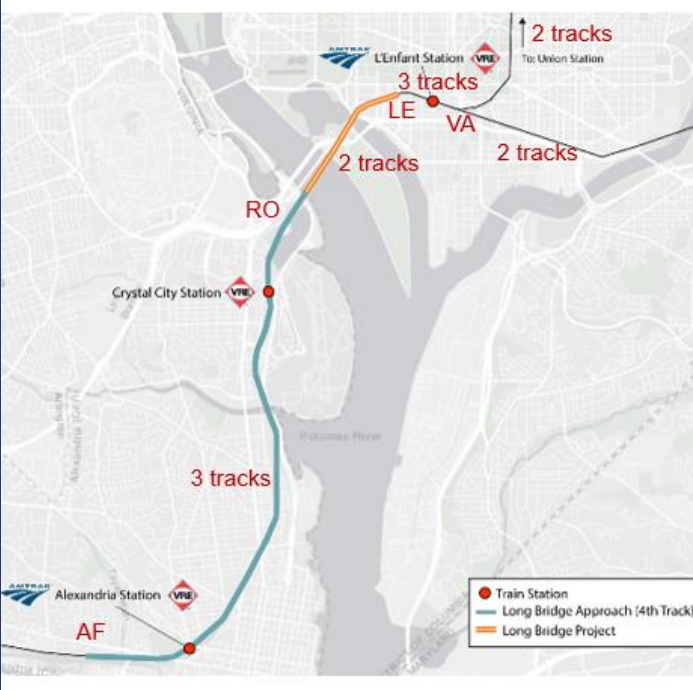 2 tracks
AMTRAK
L'Enfant Station
VRE
To: Union Station
3 tracks
LE
VA
2 tracks
2 tracks
RO
Crystal City Station
VRE
Potomac River
3 tracks
AMTRAK
Alexandria Station
VRE
AF
Train Station
Long Bridge Approach (4th Track)
Long Bridge Project
MARYLAND